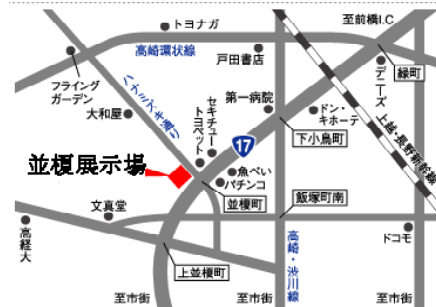 トヨナガ
至前橋I.C.
高崎環状線
戸田書店
緑町
フライング
ガーデン
ハナミズキ通り
デニーズ
大和屋
セキチュー
トヨペット
第一病院
ドン・
キホーテ
17
下小鳥町
上越・長野新幹線
並榎展示場
魚べい
パチンコ
文真堂
並榎町
飯塚町南
高経大
高崎・渋川線
ドコモ
上並榎町
至市街
至市街
至市街